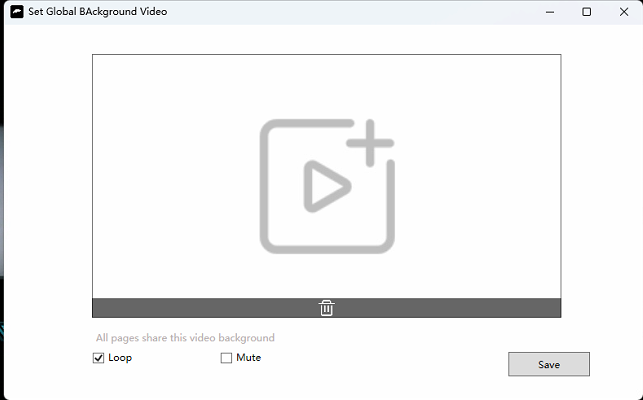 Set Global BAckground Video
All pages share this video background
Loop
Mute
Save